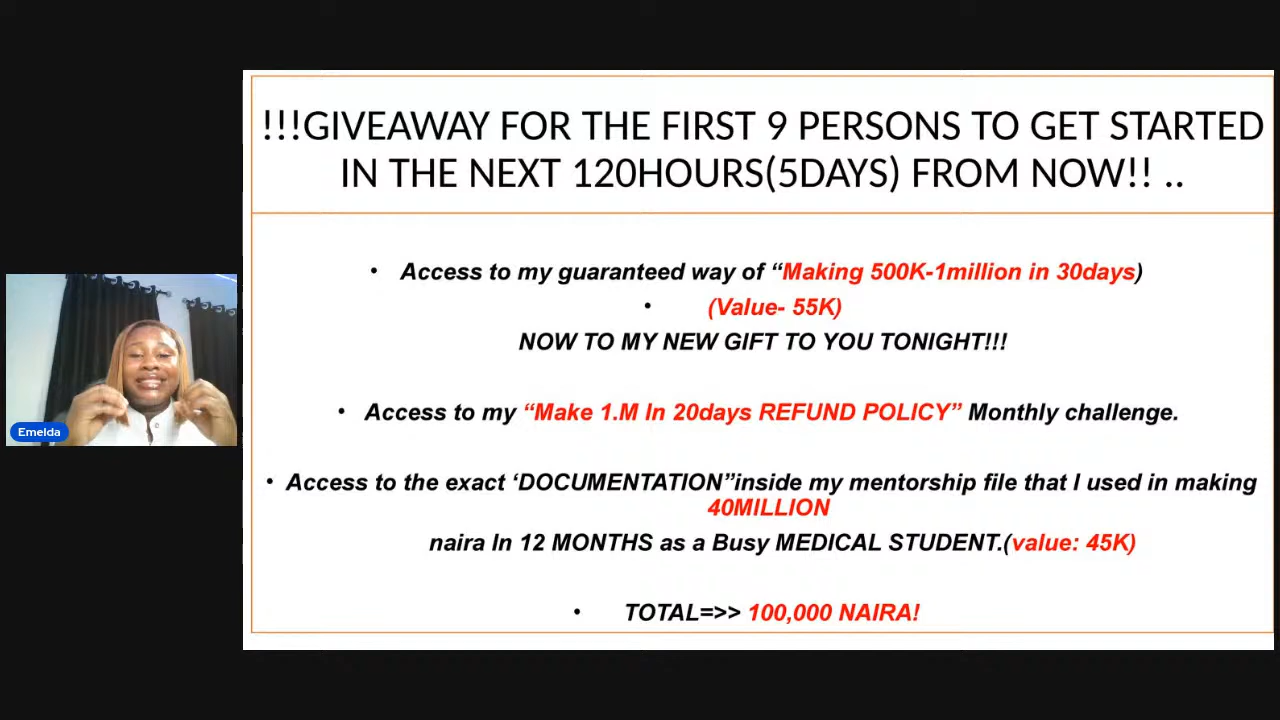 !!!GIVEAWAY FOR THE FIRST 9 PERSONS TO GET STARTED
IN THE NEXT 120HOURS(5DAYS) FROM NOW!! ..
• Access to my guaranteed way of “Making 500K-1million in 30days)
• (Value- 55K)
NOW TO MY NEW GIFT TO YOU TONIGHT!!!
• Access to my “Make 1.M In 20days REFUND POLICY” Monthly challenge.
• Access to the exact ‘DOCUMENTATION”inside my mentorship file that I used in making
40MILLION
naira In 12 MONTHS as a Busy MEDICAL STUDENT.(value: 45K)
• TOTAL=>> 100,000 NAIRA!
Emelda